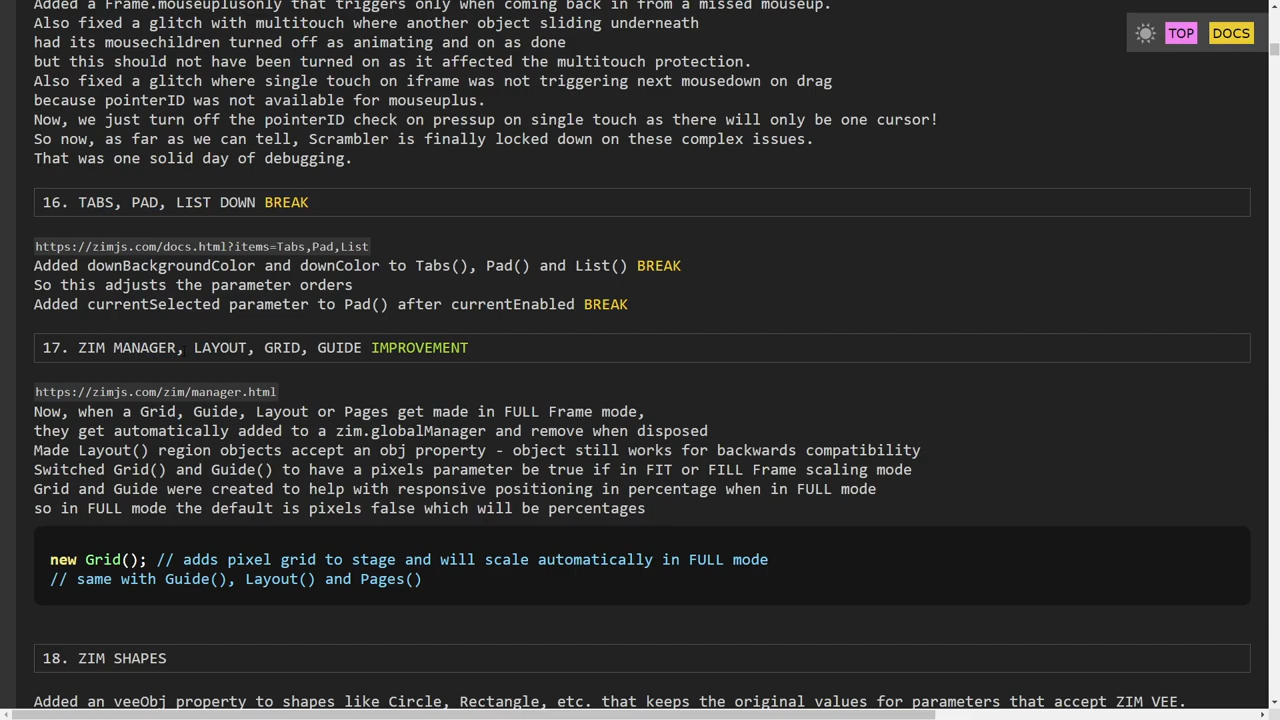 Added a Frame.mouseuplusonly that triggers only when coming back in from a missed mouseup.
Also fixed a glitch with multitouch where another object sliding underneath
had its mousechildren turned off as animating and on as done
but this should not have been turned on as it affected the multitouch protection.
Also fixed a glitch where single touch on iframe was not triggering next mousedown on drag
because pointerID was not available for mouseuplus.
Now, we just turn off the pointerID check on pressup on single touch as there will only be one cursor!
So now, as far as we can tell, Scrambler is finally locked down on these complex issues.
That was one solid day of debugging.
TOP
DOCS
16. TABS, PAD, LIST DOWN BREAK
https://zimjs.com/docs.html?items=Tabs,Pad,List
Added downBackgroundColor and downColor to Tabs(), Pad() and List() BREAK
So this adjusts the parameter orders
Added currentSelected parameter to Pad() after currentEnabled BREAK
17. ZIM MANAGER, LAYOUT, GRID, GUIDE IMPROVEMENT
https://zimjs.com/zim/manager.html
Now, when a Grid, Guide, Layout or Pages get made in FULL Frame mode,
they get automatically added to a zim.globalManager and remove when disposed
Made Layout() region objects accept an obj property - object still works for backwards compatibility
Switched Grid() and Guide() to have a pixels parameter be true if in FIT or FILL Frame scaling mode
Grid and Guide were created to help with responsive positioning in percentage when in FULL mode
so in FULL mode the default is pixels false which will be percentages
new Grid(); // adds pixel grid to stage and will scale automatically in FULL mode
// same with Guide(), Layout() and Pages()
18. ZIM SHAPES
Added an veeObj property to shapes like Circle, Rectangle, etc. that keeps the original values for parameters that accept ZIM VEE.